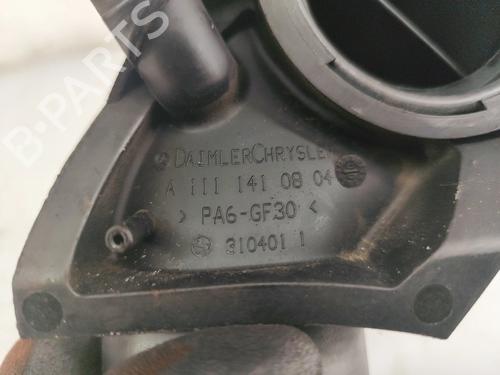 DAIMLERCHRYSLER
A 111 141 08 04
> PA6-GF30 <
310401 1
B-PARTS